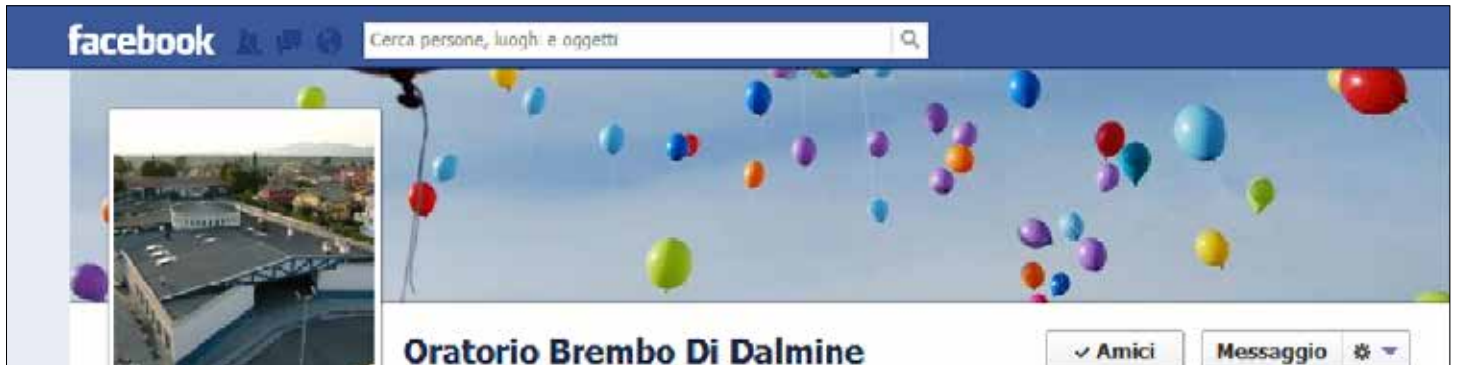 facebook
Cerca persone, luoghi e oggetti
Oratorio Brembo Di Dalmine
Amici
Messaggio